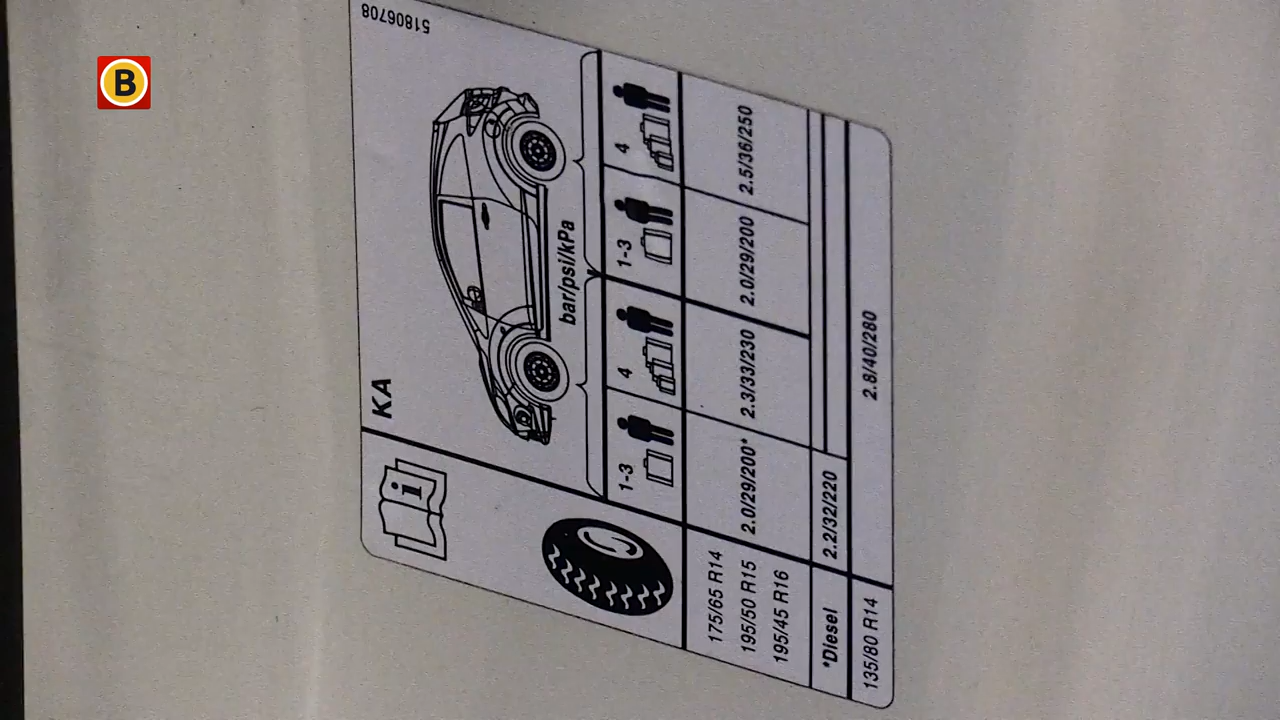 B
51806708
KA
i
bar/psi/kPa
1-3 4 1-3 4
175/65 R14
195/50 R15 2.0/29/200* 2.3/33/230 2.0/29/200 2.5/36/250
195/45 R16
*Diesel 2.2/32/220
135/80 R14 2.8/40/280